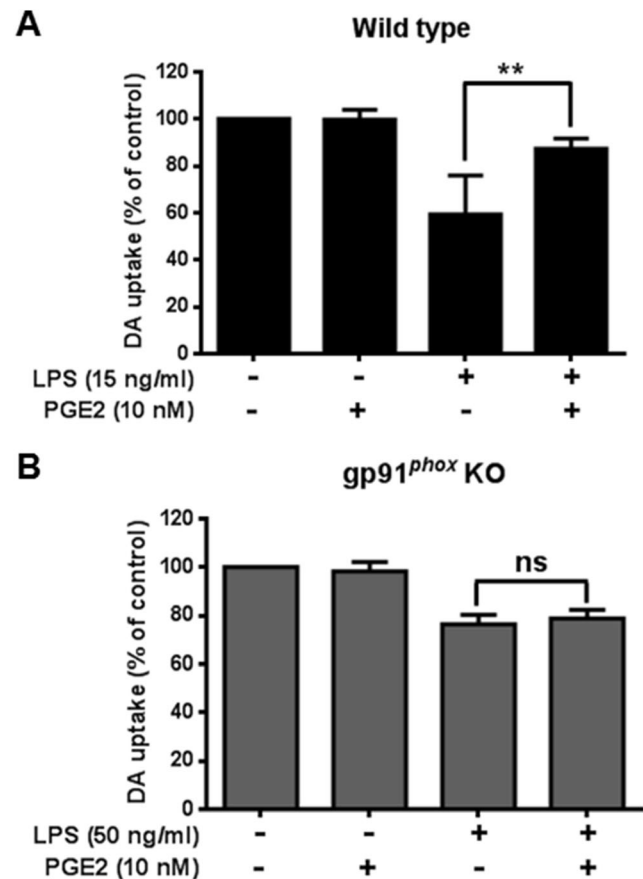 A
Wild type
DA uptake (% of control)
120
100
80
60
40
20
0
**
LPS (15 ng/ml) - - + +
PGE2 (10 nM) - + - +
B
gp91phox KO
DA uptake (% of control)
120
100
80
60
40
20
0
ns
LPS (50 ng/ml) - - + +
PGE2 (10 nM) - + - +